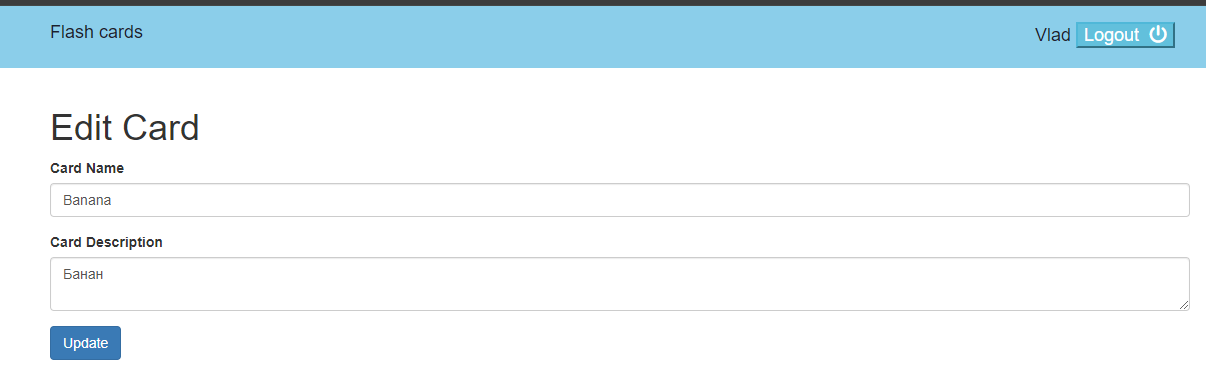 Flash cards
Vlad Logout
Edit Card
Card Name
Banana
Card Description
Банан
Update